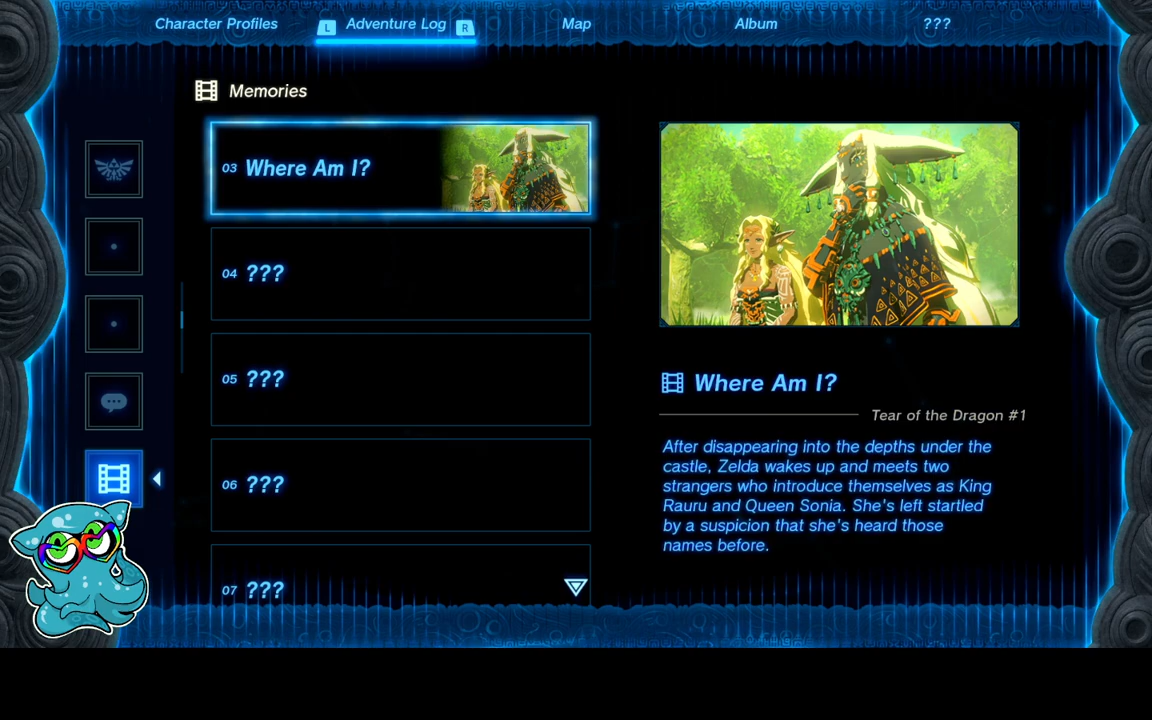 Character Profiles
L Adventure Log R
Map
Album
???
Memories
03 Where Am I?
04 ???
05 ???
06 ???
07 ???
Where Am I?
Tear of the Dragon #1
After disappearing into the depths under the
castle, Zelda wakes up and meets two
strangers who introduce themselves as King
Rauru and Queen Sonia. She's left startled
by a suspicion that she's heard those
names before.